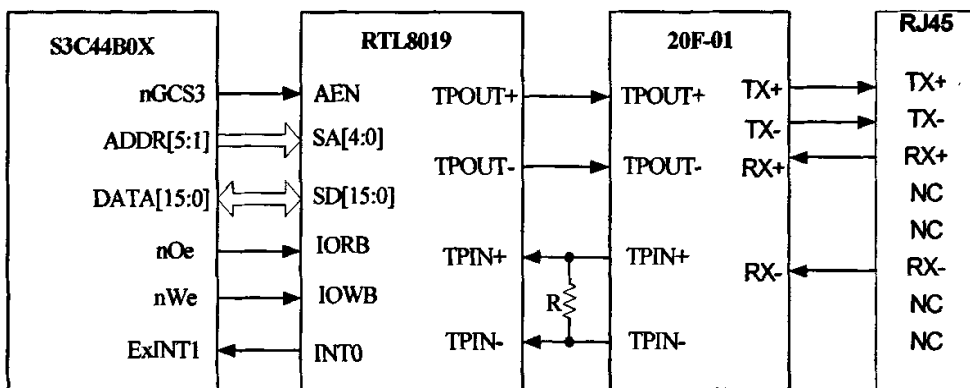 S3C44B0X
nGCS3
ADDR[5:1]
DATA[15:0]
nOe
nWe
ExINT1
RTL8019
AEN
SA[4:0]
SD[15:0]
IORB
IOWB
INT0
TPOUT+
TPOUT-
TPIN+
TPIN-
R
20F-01
TPOUT+
TPOUT-
TPIN+
TPIN-
TX+
TX-
RX+
RX-
RJ45
TX+
TX-
RX+
NC
NC
RX-
NC
NC